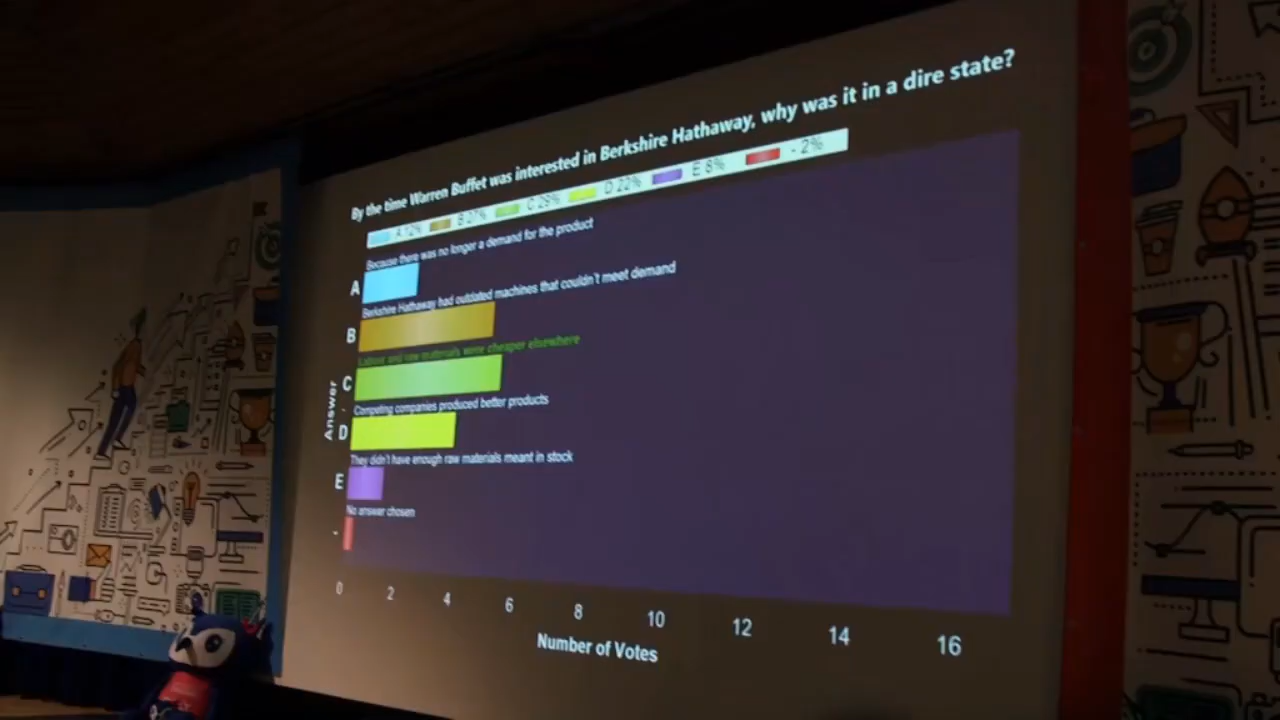 By the time Warren Buffet was interested in Berkshire Hathaway, why was it in a dire state?
A 12% B 27% C 29% D 22% E 8% - 2%
Because there was no longer a demand for the product
A
Berkshire Hathaway had outdated machines that couldn't meet demand
B
Labour and raw materials were cheaper elsewhere
C
Competing companies produced better products
D
They didn't have enough raw materials meant in stock
E
No answer chosen
-
Answer
0 2 4 6 8 10 12 14 16
Number of Votes